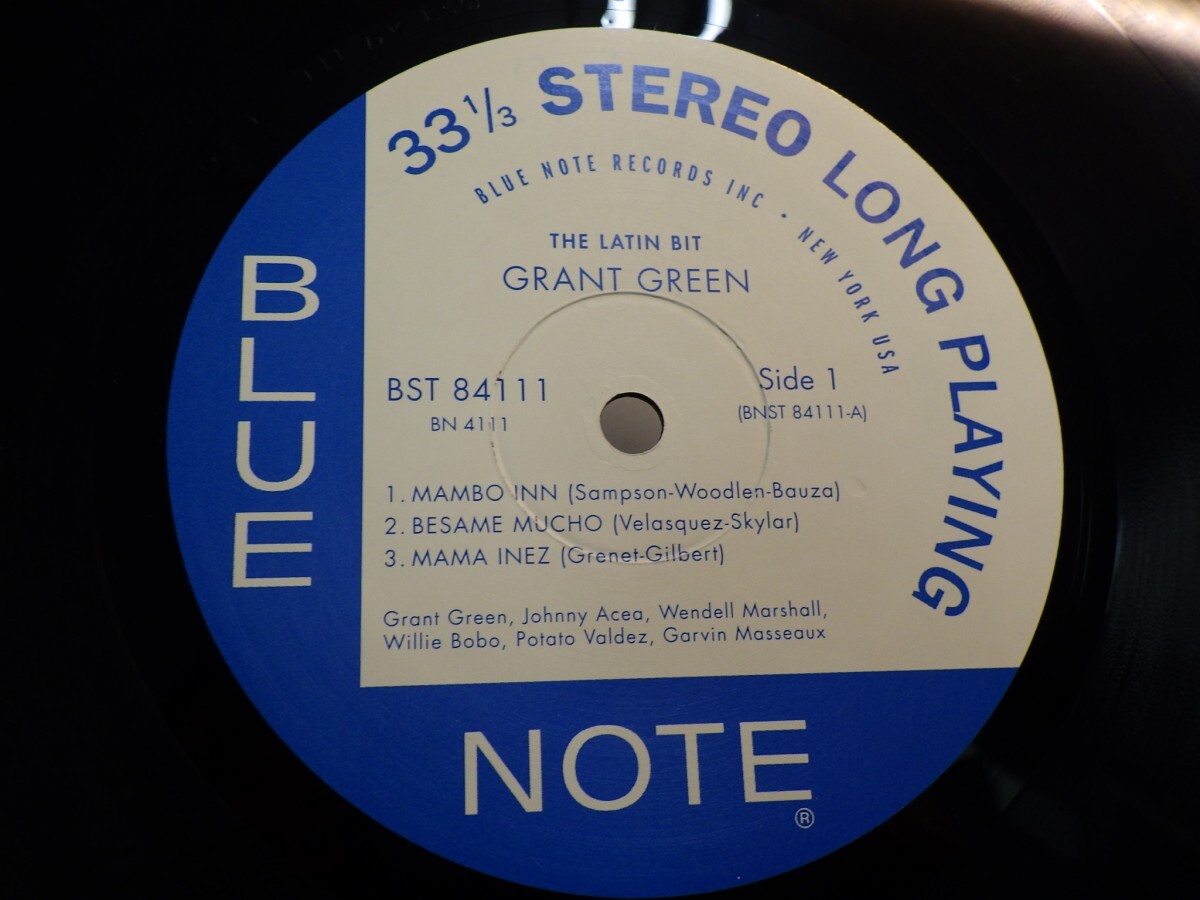 33 1/3 STEREO LONG PLAYING
BLUE NOTE RECORDS INC • NEW YORK USA
THE LATIN BIT
GRANT GREEN
BST 84111
BN 4111
Side 1
(BNST 84111-A)
1. MAMBO INN (Sampson-Woodlen-Bauza)
2. BESAME MUCHO (Velasquez-Skylar)
3. MAMA INEZ (Grenet-Gilbert)
Grant Green, Johnny Acea, Wendell Marshall,
Willie Bobo, Potato Valdez, Garvin Masseaux
BLUE
NOTE
®